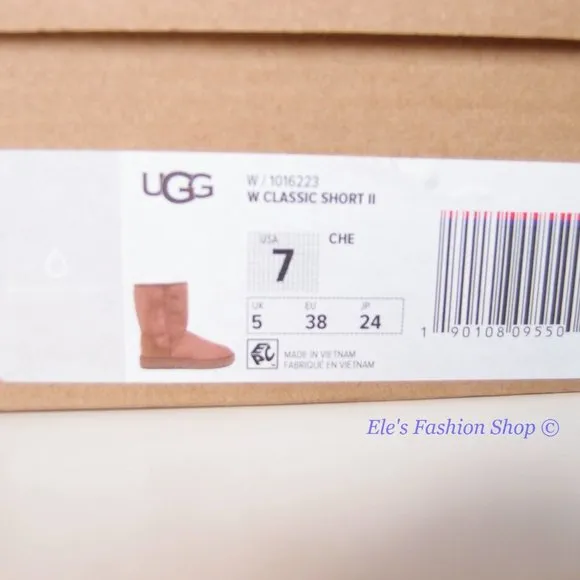 UGG
W / 1016223
W CLASSIC SHORT II
USA
7
CHE
UK EU JP
5 38 24
MADE IN VIETNAM
FABRIQUÉ EN VIETNAM
1 90108 09550
Ele's Fashion Shop ©